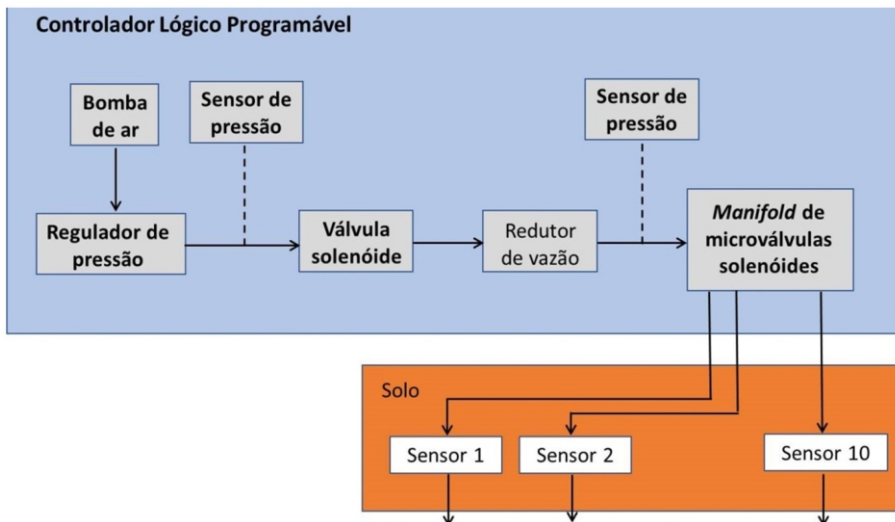 Controlador Lógico Programável
Bomba
de ar
Sensor de
pressão
Sensor de
pressão
Regulador de
pressão
Válvula
solenóide
Redutor
de vazão
Manifold de
microválvulas
solenóides
Solo
Sensor 1
Sensor 2
Sensor 10